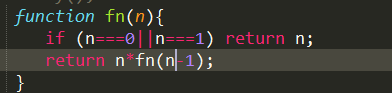 function fn(n){
if (n===0||n===1) return n;
return n*fn(n-1);
}